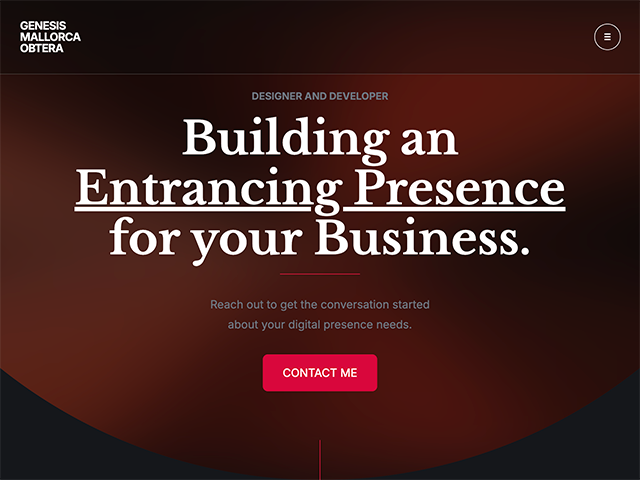 GENESIS
MALLORCA
OBTERA
DESIGNER AND DEVELOPER
Building an
Entrancing Presence
for your Business.
Reach out to get the conversation started
about your digital presence needs.
CONTACT ME